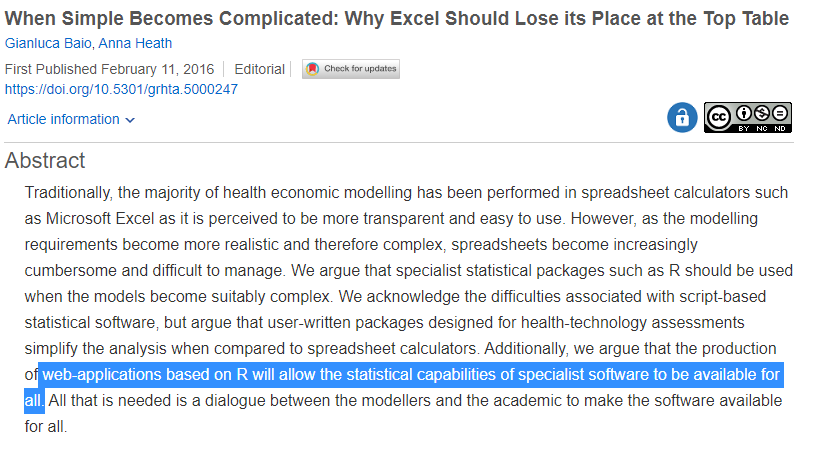 When Simple Becomes Complicated: Why Excel Should Lose its Place at the Top Table
Gianluca Baio, Anna Heath
First Published February 11, 2016 Editorial Check for updates
https://doi.org/10.5301/grhta.5000247
Article information
cc BY NC ND
Abstract
Traditionally, the majority of health economic modelling has been performed in spreadsheet calculators such
as Microsoft Excel as it is perceived to be more transparent and easy to use. However, as the modelling
requirements become more realistic and therefore complex, spreadsheets become increasingly
cumbersome and difficult to manage. We argue that specialist statistical packages such as R should be used
when the models become suitably complex. We acknowledge the difficulties associated with script-based
statistical software, but argue that user-written packages designed for health-technology assessments
simplify the analysis when compared to spreadsheet calculators. Additionally, we argue that the production
of web-applications based on R will allow the statistical capabilities of specialist software to be available for
all. All that is needed is a dialogue between the modellers and the academic to make the software available
for all.